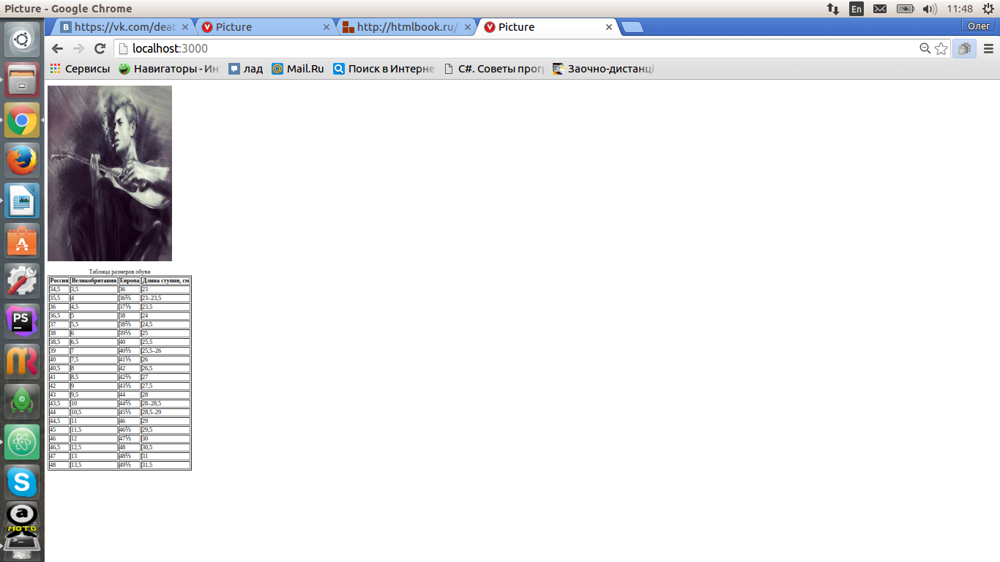 Picture - Google Chrome
En
11:48
https://vk.com/deat
Picture
http://htmlbook.ru/
Picture
Олег
localhost:3000
Сервисы
Навигаторы - Ин
лад
Mail.Ru
Поиск в Интерне
C#. Советы прог
Заочно-дистанці
Таблица размеров обуви
Россия Великобритания Европа Длина ступни, см
34,5 3,5 36 23
35,5 4 36⅔ 23–23,5
36 4,5 37⅓ 23,5
36,5 5 38 24
37 5,5 38⅔ 24,5
38 6 39⅓ 25
38,5 6,5 40 25,5
39 7 40⅔ 25,5–26
40 7,5 41⅓ 26
40,5 8 42 26,5
41 8,5 42⅔ 27
42 9 43⅓ 27,5
43 9,5 44 28
43,5 10 44⅔ 28–28,5
44 10,5 45⅓ 28,5–29
44,5 11 46 29
45 11,5 46⅔ 29,5
46 12 47⅓ 30
46,5 12,5 48 30,5
47 13 48⅔ 31
48 13,5 49⅓ 31,5
PS
a
MOTO